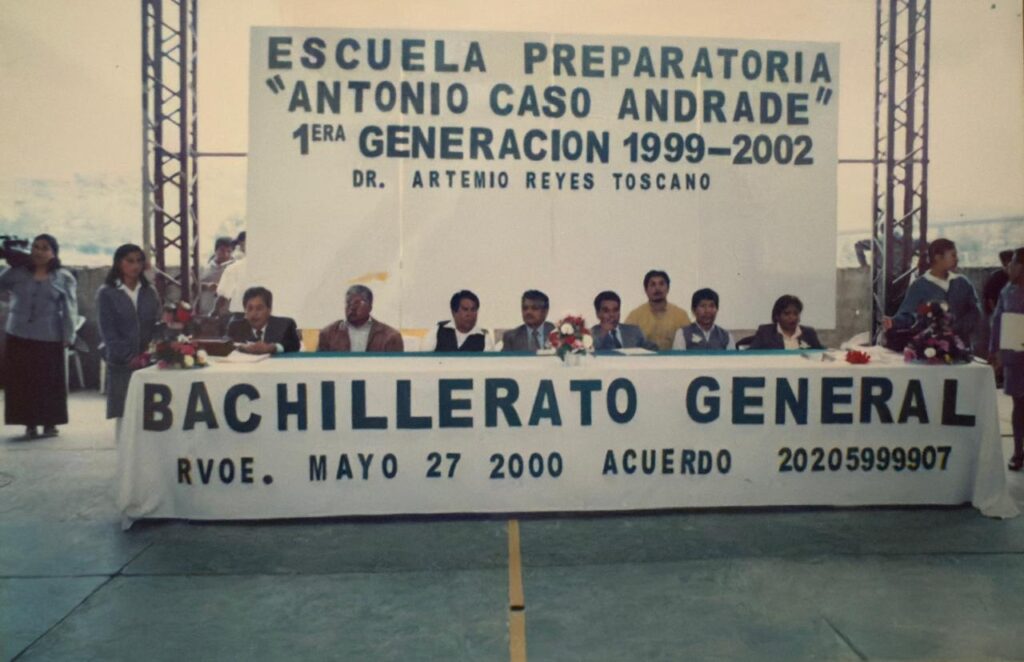 ESCUELA PREPARATORIA
"ANTONIO CASO ANDRADE"
1ERA GENERACION 1999-2002
DR. ARTEMIO REYES TOSCANO
BACHILLERATO GENERAL
RVOE. MAYO 27 2000 ACUERDO 20205999907